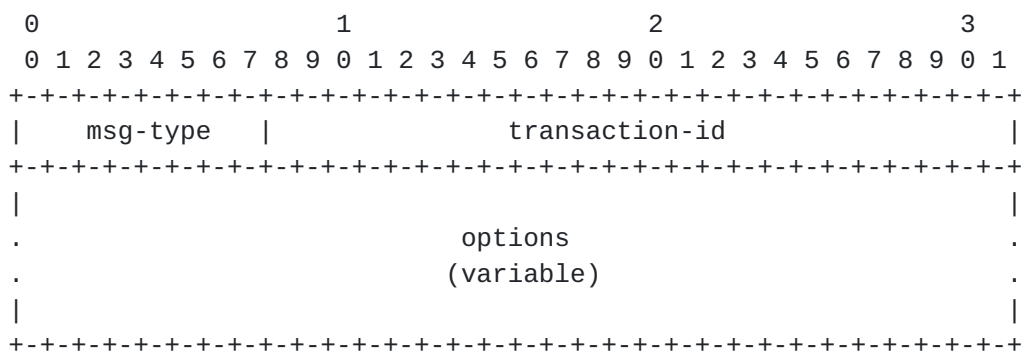 0                   1                   2                   3
 0 1 2 3 4 5 6 7 8 9 0 1 2 3 4 5 6 7 8 9 0 1 2 3 4 5 6 7 8 9 0 1
+-+-+-+-+-+-+-+-+-+-+-+-+-+-+-+-+-+-+-+-+-+-+-+-+-+-+-+-+-+-+-+-+
|    msg-type   |               transaction-id                  |
+-+-+-+-+-+-+-+-+-+-+-+-+-+-+-+-+-+-+-+-+-+-+-+-+-+-+-+-+-+-+-+-+
|                                                               |
.                            options                            .
.                           (variable)                          .
|                                                               |
+-+-+-+-+-+-+-+-+-+-+-+-+-+-+-+-+-+-+-+-+-+-+-+-+-+-+-+-+-+-+-+-+